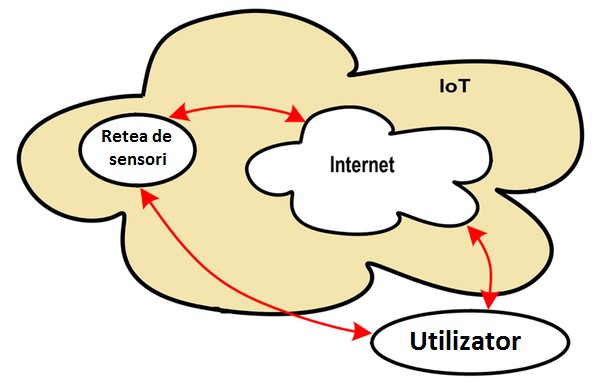 IoT
Retea de
sensori
Internet
Utilizator